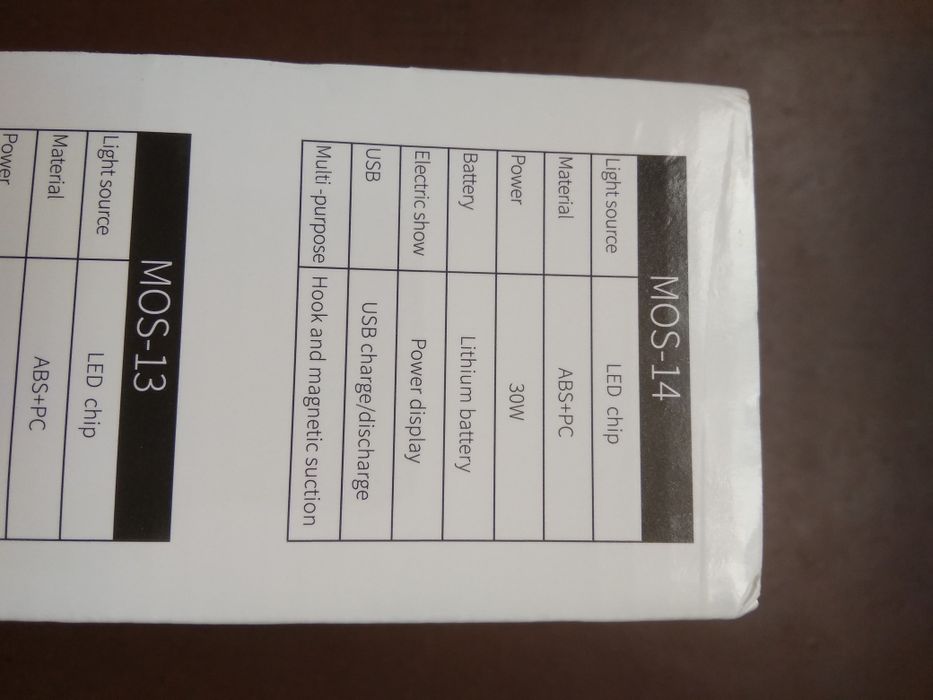 MOS-14
Light source LED chip
Material ABS+PC
Power 30W
Battery Lithium battery
Electric show Power display
USB USB charge/discharge
Multi-purpose Hook and magnetic suction
MOS-13
Light source LED chip
Material ABS+PC
Power